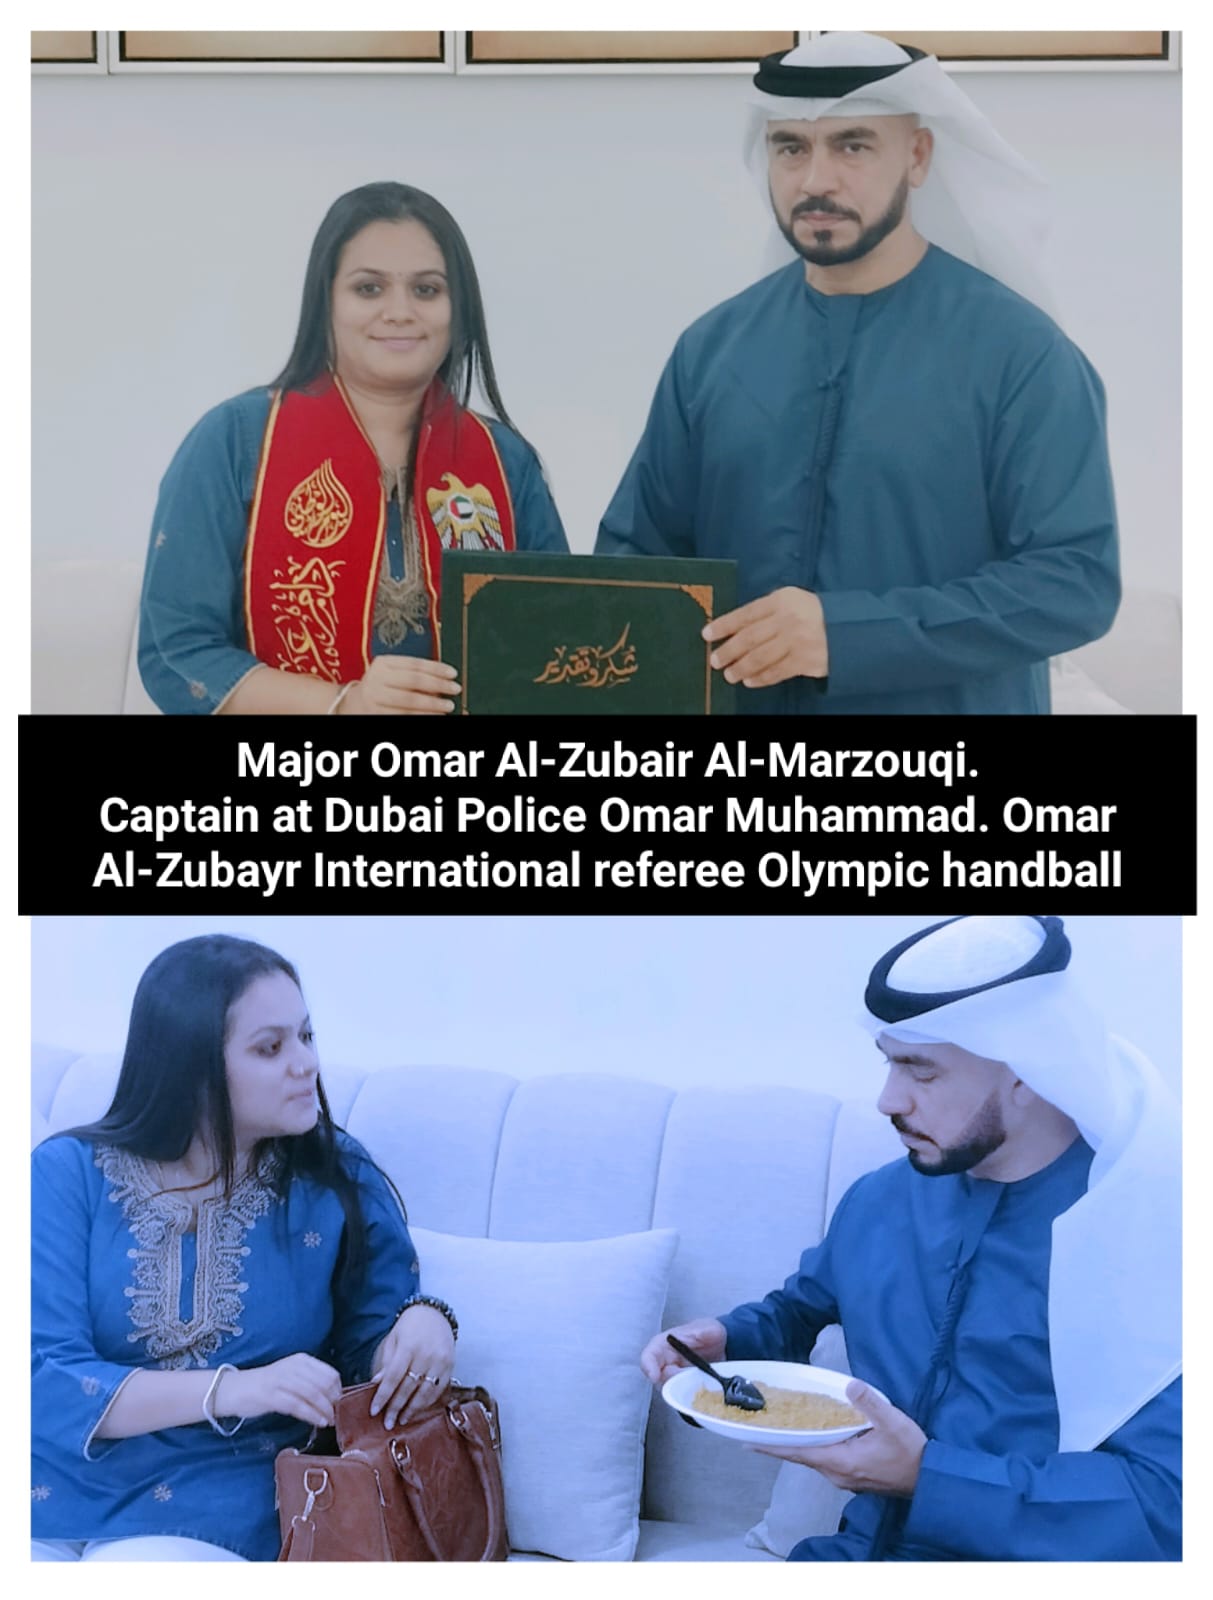 شكر وتقدير
Major Omar Al-Zubair Al-Marzouqi.
Captain at Dubai Police Omar Muhammad. Omar
Al-Zubayr International referee Olympic handball